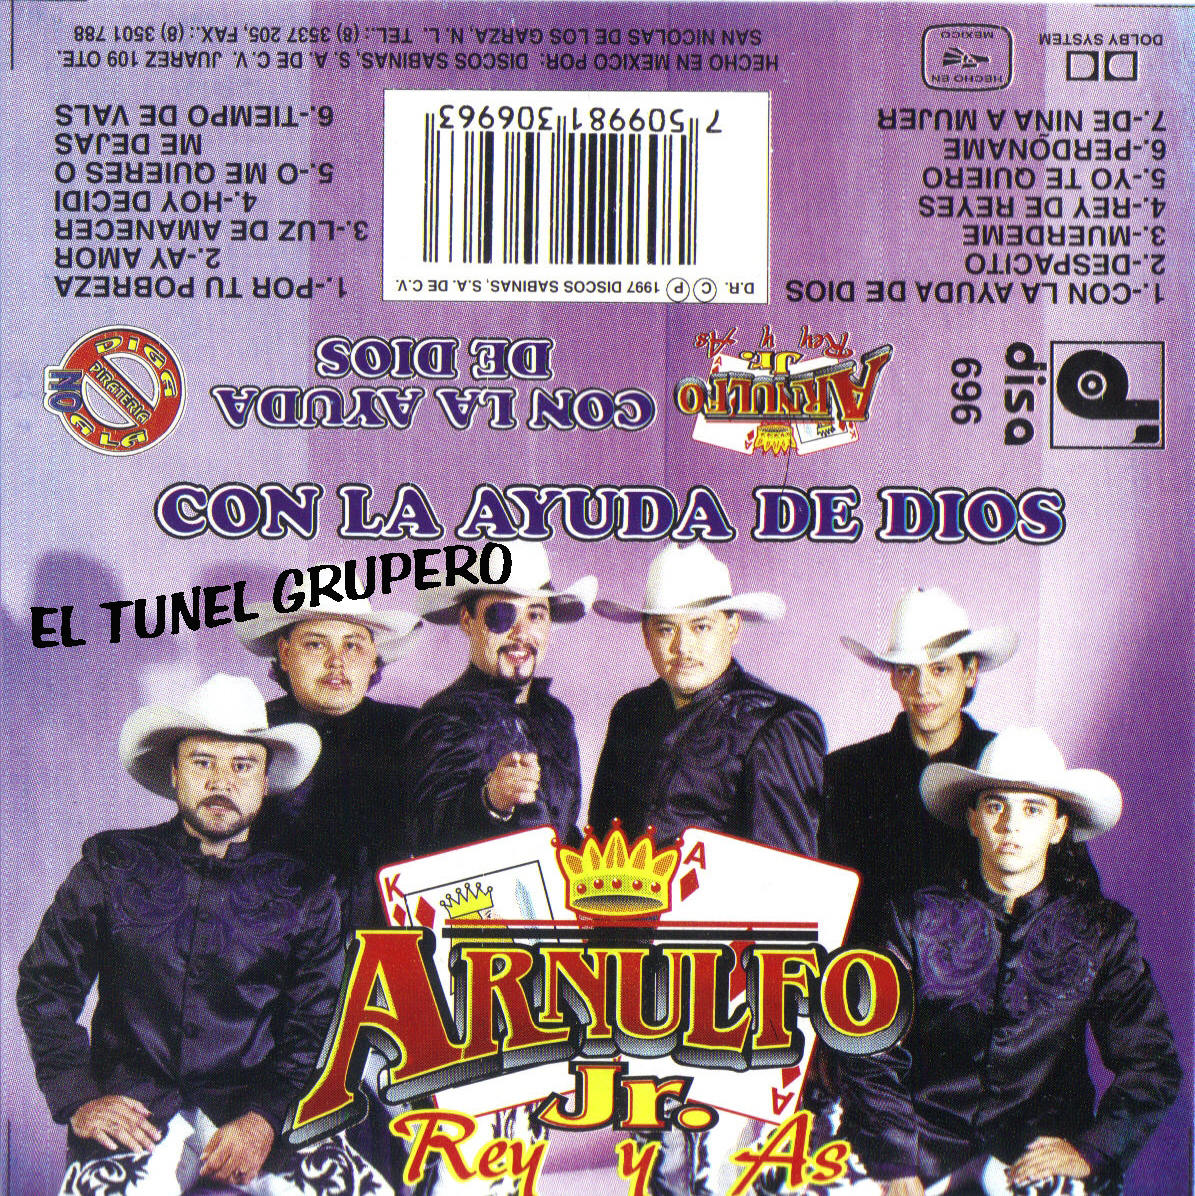 SAN NICOLAS DE LOS GARZA, N. L. TEL.: (8) 3537 205, FAX.: (8) 3501 788
HECHO EN MEXICO POR: DISCOS SABINAS, S. A. DE C. V. JUAREZ 109 OTE.
HECHO EN
MEXICO
DOLBY SYSTEM
1.-CON LA AYUDA DE DIOS
2.-DESPACITO
3.-MUERDEME
4.-REY DE REYES
5.-YO TE QUIERO
6.-PERDÓNAME
7.-DE NIÑA A MUJER
D.R. C P 1997 DISCOS SABINAS, S.A. DE C.V.
7 509981 306963
1.-POR TU POBREZA
2.-AY AMOR
3.-LUZ DE AMANECER
4.-HOY DECIDI
5.-O ME QUIERES O
ME DEJAS
6.-TIEMPO DE VALS
disa
696
ARNULFO
Jr.
Rey y As
CON LA AYUDA
DE DIOS
DIGA
NO
A LA
PIRATERIA
CON LA AYUDA DE DIOS
EL TUNEL GRUPERO
K
A
ARNULFO
Jr.
A
Rey y As